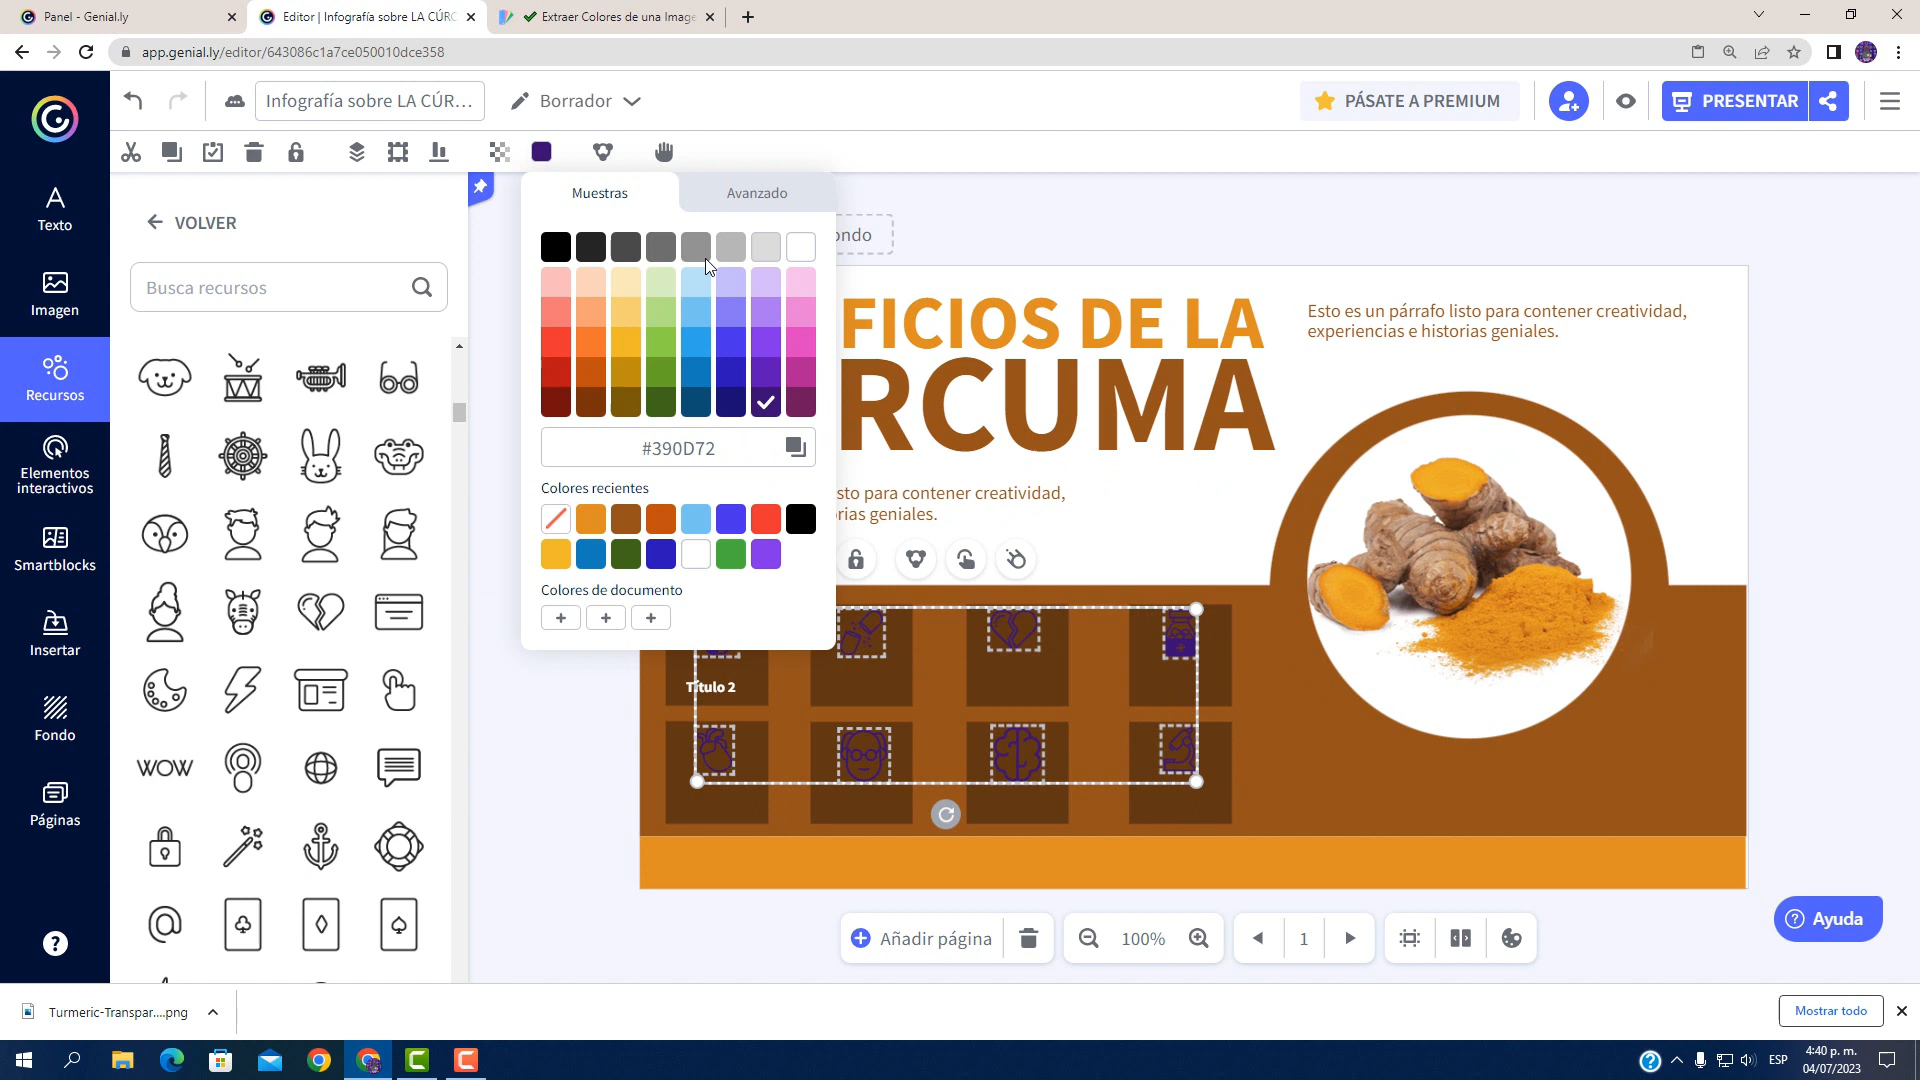 Panel - Genial.ly
Editor | Infografía sobre LA CÚRC
Extraer Colores de una Image
app.genial.ly/editor/643086c1a7ce050010dce358
Infografía sobre LA CÚR...
Borrador
PÁSATE A PREMIUM
PRESENTAR
Texto
Imagen
Recursos
Elementos
interactivos
Smartblocks
Insertar
Fondo
Páginas
VOLVER
Busca recursos
WOW
Muestras
Avanzado
#390D72
Colores recientes
Colores de documento
ondo
FICIOS DE LA
RCUMA
Esto es un párrafo listo para contener creatividad,
experiencias e historias geniales.
sto para contener creatividad,
rias geniales.
Título 2
Añadir página
100%
1
Ayuda
Turmeric-Transpar....png
Mostrar todo
ESP
4:40 p. m.
04/07/2023